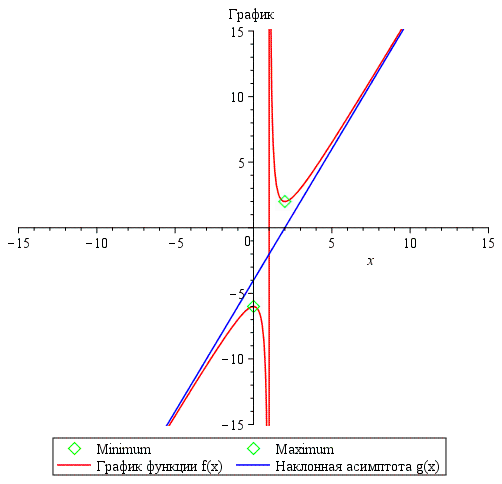 График
15
10
5
−15 −10 −5 0 5 10 15
x
−5
−10
−15
Minimum Maximum
График функции f(x) Наклонная асимптота g(x)